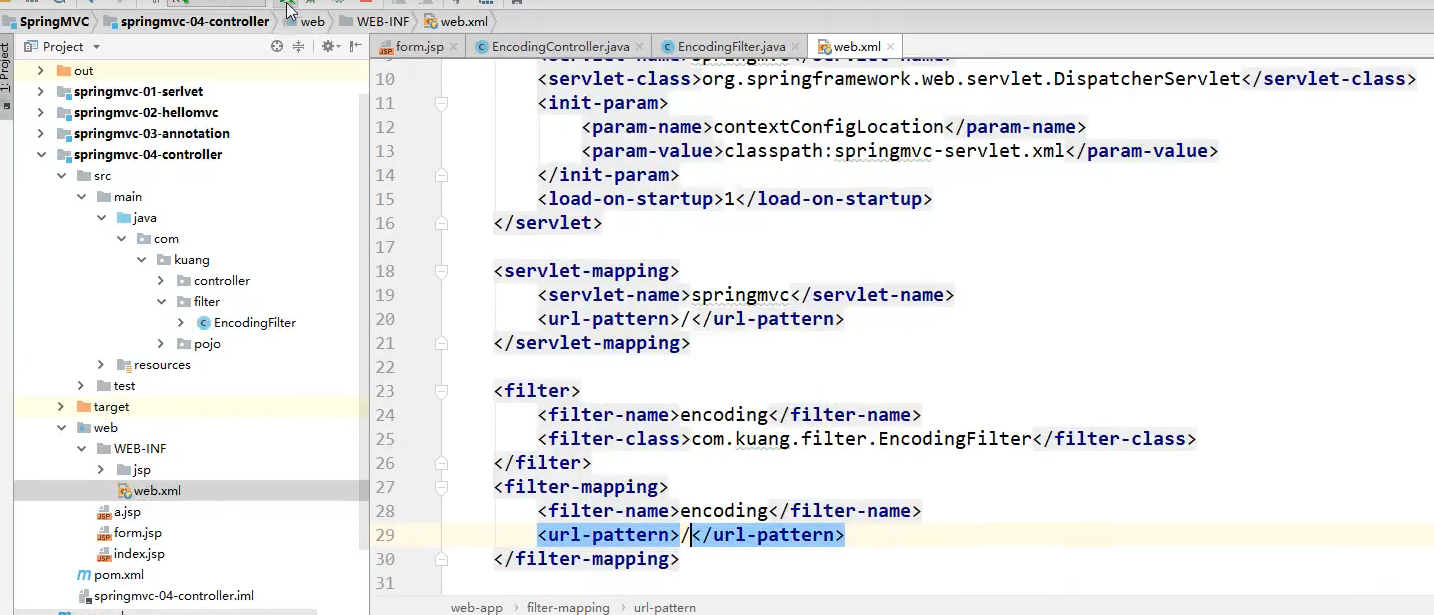 SpringMVC springmvc-04-controller web WEB-INF web.xml
1: Project
Project
form.jsp EncodingController.java EncodingFilter.java web.xml
out
springmvc-01-serlvet
springmvc-02-hellomvc
springmvc-03-annotation
springmvc-04-controller
src
main
java
com
kuang
controller
filter
EncodingFilter
pojo
resources
test
target
web
WEB-INF
jsp
web.xml
a.jsp
form.jsp
index.jsp
pom.xml
springmvc-04-controller.iml
9 <servlet-name>springmvc</servlet-name>
10 <servlet-class>org.springframework.web.servlet.DispatcherServlet</servlet-class>
11 <init-param>
12 <param-name>contextConfigLocation</param-name>
13 <param-value>classpath:springmvc-servlet.xml</param-value>
14 </init-param>
15 <load-on-startup>1</load-on-startup>
16 </servlet>
17
18 <servlet-mapping>
19 <servlet-name>springmvc</servlet-name>
20 <url-pattern>/</url-pattern>
21 </servlet-mapping>
22
23 <filter>
24 <filter-name>encoding</filter-name>
25 <filter-class>com.kuang.filter.EncodingFilter</filter-class>
26 </filter>
27 <filter-mapping>
28 <filter-name>encoding</filter-name>
29 <url-pattern>/</url-pattern>
30 </filter-mapping>
31
web-app › filter-mapping › url-pattern